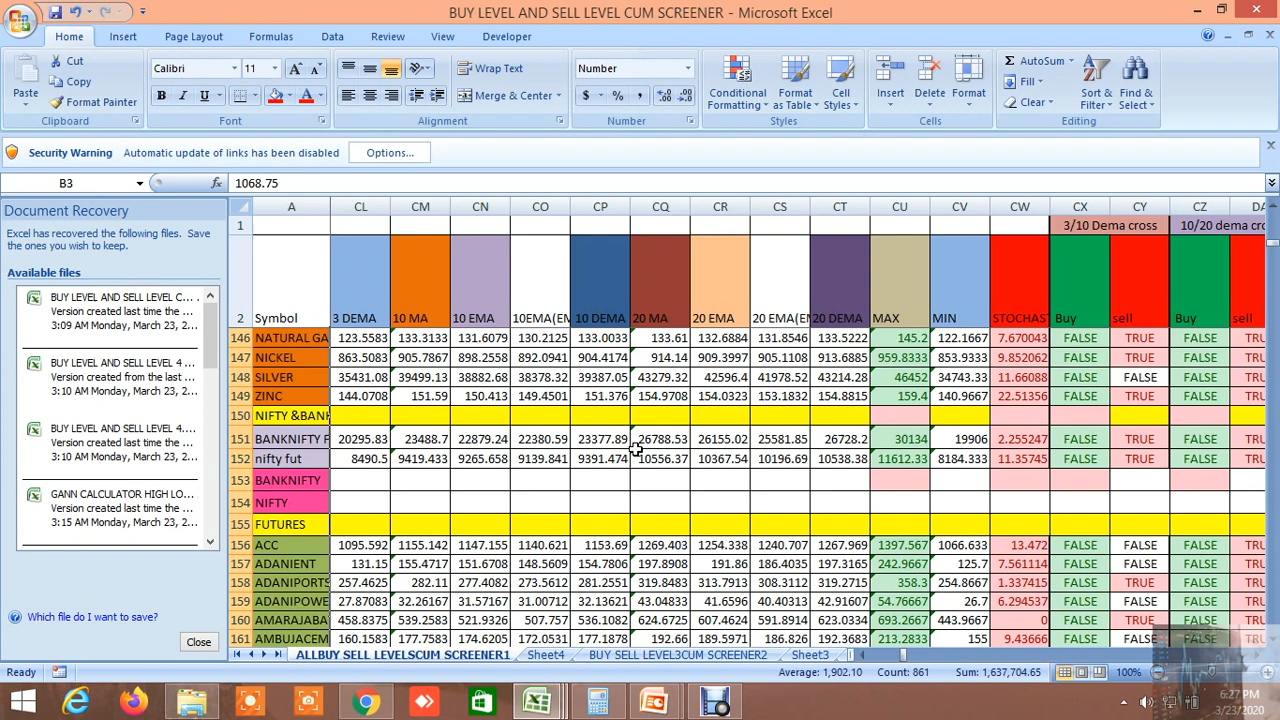 BUY LEVEL AND SELL LEVEL CUM SCREENER - Microsoft Excel
Home Insert Page Layout Formulas Data Review View Developer
Paste Cut Copy Format Painter Clipboard
Calibri 11 A A B I U A Font
Wrap Text Merge & Center Alignment
Number $ % , Number
Conditional Formatting Format as Table Cell Styles Styles
Insert Delete Format Cells
Σ AutoSum Fill Clear Sort & Filter Find & Select Editing
Security Warning Automatic update of links has been disabled Options...
B3 fx 1068.75
Document Recovery
Excel has recovered the following files. Save
the ones you wish to keep.
Available files
BUY LEVEL AND SELL LEVEL C...
Version created last time the ...
3:09 AM Monday, March 23, 2...
BUY LEVEL AND SELL LEVEL 4 ...
Version created from the last ...
3:10 AM Monday, March 23, 2...
BUY LEVEL AND SELL LEVEL 4...
Version created last time the ...
3:10 AM Monday, March 23, 2...
GANN CALCULATOR HIGH LO...
Version created last time the ...
3:15 AM Monday, March 23, 2...
Which file do I want to save?
Close
A CL CM CN CO CP CQ CR CS CT CU CV CW CX CY CZ DA
1 3/10 Dema cross 10/20 dema cro
2 Symbol 3 DEMA 10 MA 10 EMA 10EMA(EM 10 DEMA 20 MA 20 EMA 20 EMA(E 20 DEMA MAX MIN STOCHAS Buy sell Buy sell
146 NATURAL GA 123.5583 133.3133 131.6079 130.2125 133.0033 133.61 132.6884 131.8546 133.5222 145.2 122.1667 7.670043 FALSE TRUE FALSE TRU
147 NICKEL 863.5083 905.7867 898.2558 892.0941 904.4174 914.14 909.3997 905.1108 913.6885 959.8333 853.9333 9.852062 FALSE TRUE FALSE TRU
148 SILVER 35431.08 39499.13 38882.68 38378.32 39387.05 43279.32 42596.4 41978.52 43214.28 46452 34743.33 11.66088 FALSE FALSE FALSE TRU
149 ZINC 144.0708 151.59 150.413 149.4501 151.376 154.9708 154.0323 153.1582 154.8815 159.4 140.9667 22.51356 FALSE TRUE FALSE TRU
150 NIFTY &BANK
151 BANKNIFTY F 20295.83 23488.7 22879.24 22380.59 23377.89 26788.53 26155.02 25581.85 26728.2 30134 19906 2.255247 FALSE TRUE FALSE TRU
152 nifty fut 8490.5 9419.433 9265.658 9139.841 9391.474 10556.37 10367.54 10196.69 10538.38 11612.33 8184.333 11.35745 FALSE TRUE FALSE TRU
153 BANKNIFTY
154 NIFTY
155 FUTURES
156 ACC 1095.592 1155.142 1147.155 1140.621 1153.69 1269.403 1254.338 1240.707 1267.969 1397.567 1066.633 13.472 FALSE FALSE FALSE TRU
157 ADANIENT 131.15 155.4717 151.6708 148.5609 154.7806 197.8908 191.86 186.4035 197.3165 242.9667 125.7 7.561114 FALSE TRUE FALSE TRU
158 ADANIPORTS 257.4625 282.11 277.4082 273.5612 281.2551 319.8483 313.7913 308.3112 319.2715 358.3 254.8667 1.337415 FALSE TRUE FALSE TRU
159 ADANIPOWE 27.87083 32.26167 31.57167 31.00712 32.13621 43.04833 41.6596 40.40313 42.91607 54.76667 26.7 6.294537 FALSE TRUE FALSE TRU
160 AMARAJABA 458.8375 539.2583 521.9326 507.757 536.1082 624.6725 607.4624 591.8914 623.0334 693.2667 443.9667 0 FALSE TRUE FALSE TRU
161 AMBUJACEM 160.1583 177.7583 174.6205 172.0531 177.1878 192.66 189.5971 186.826 192.3683 213.2833 155 9.43666 FALSE FALSE FALSE TRU
ALLBUY SELL LEVELSCUM SCREENER1 Sheet4 BUY SELL LEVEL3CUM SCREENER2 Sheet3
Ready Average: 1,902.10 Count: 861 Sum: 1,637,704.65 100%
6:27 PM
3/23/2020